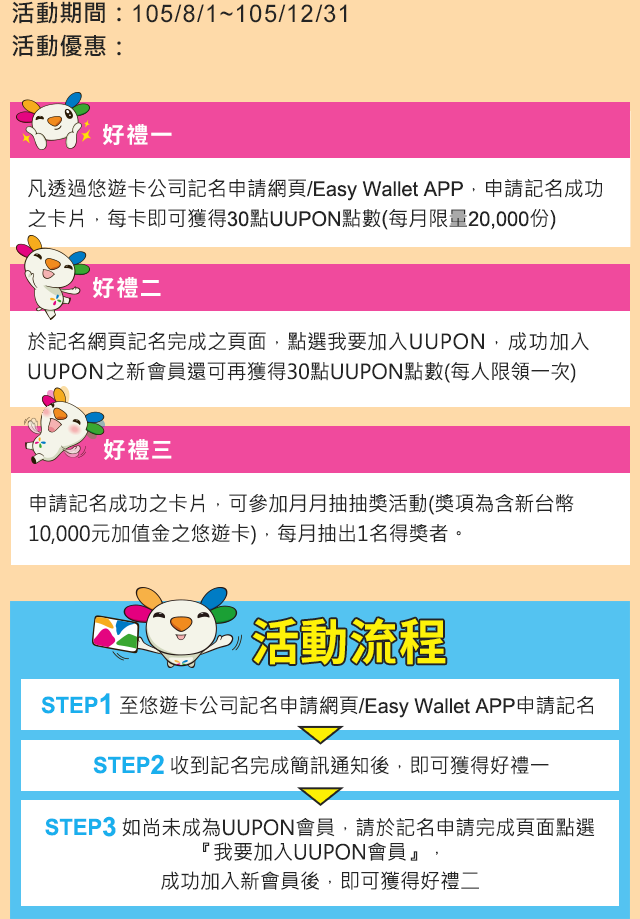 活動期間：105/8/1~105/12/31
活動優惠：
好禮一
凡透過悠遊卡公司記名申請網頁/Easy Wallet APP，申請記名成功
之卡片，每卡即可獲得30點UUPON點數(每月限量20,000份)
好禮二
於記名網頁記名完成之頁面，點選我要加入UUPON，成功加入
UUPON之新會員還可再獲得30點UUPON點數(每人限領一次)
好禮三
申請記名成功之卡片，可參加月月抽抽獎活動(獎項為含新台幣
10,000元加值金之悠遊卡)，每月抽出1名得獎者。
活動流程
STEP1 至悠遊卡公司記名申請網頁/Easy Wallet APP申請記名
STEP2 收到記名完成簡訊通知後，即可獲得好禮一
STEP3 如尚未成為UUPON會員，請於記名申請完成頁面點選
『我要加入UUPON會員』，
成功加入新會員後，即可獲得好禮二